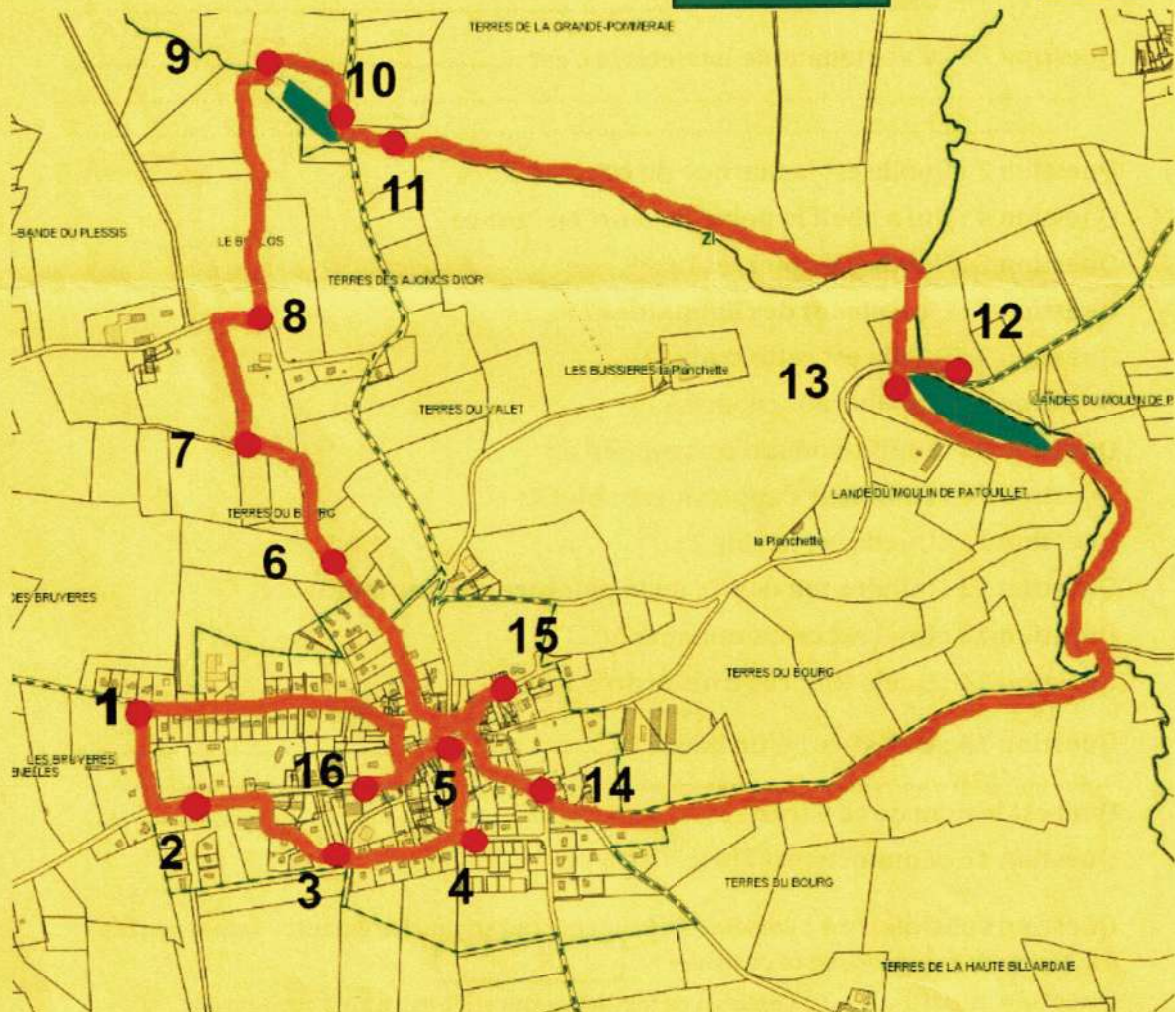 TERRES DE LA GRANDE-POMMERAIE
9
10
11
BANDE DU PLESSIS
LE
ZI
TERRES DES AJONCS D'OR
8
12
LES BUISSIERES la Planchette
13
LANDES DU MOULIN DE P
TERRES DU VALET
7
LANDE DU MOULIN DE PATOUILLET
TERRES DU BOURG
la Planchette
6
DES BRUYERES
15
TERRES DU BOURG
1
LES BRUYERES
16
5
14
2
3
4
TERRES DU BOURG
TERRES DE LA HAUTE BILLARDAIE